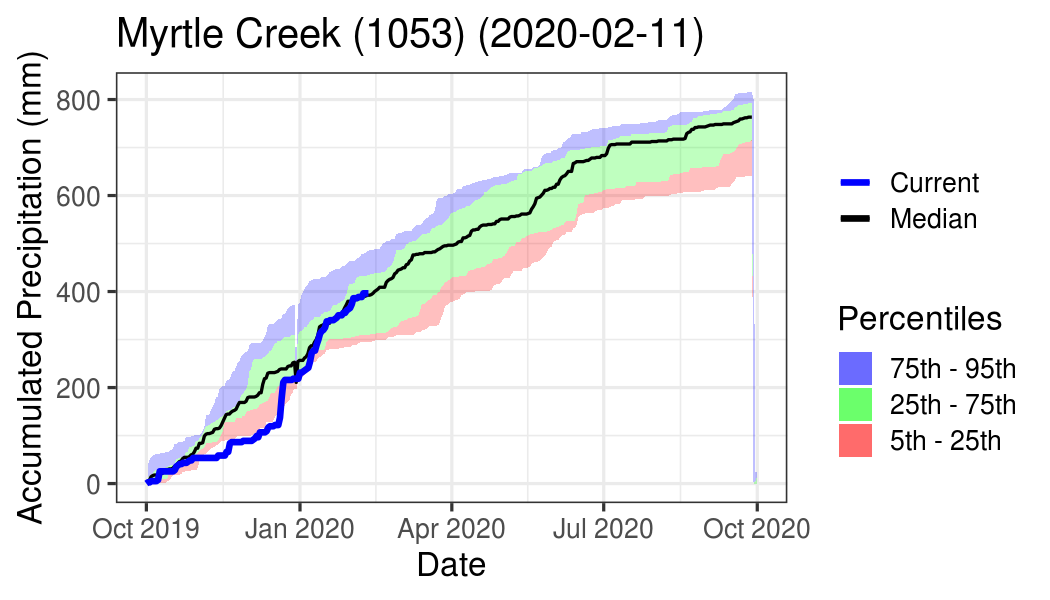 Myrtle Creek (1053) (2020-02-11)
Accumulated Precipitation (mm)
800
600
400
200
0
Oct 2019
Jan 2020
Apr 2020
Jul 2020
Oct 2020
Date
Current
Median
Percentiles
75th - 95th
25th - 75th
5th - 25th